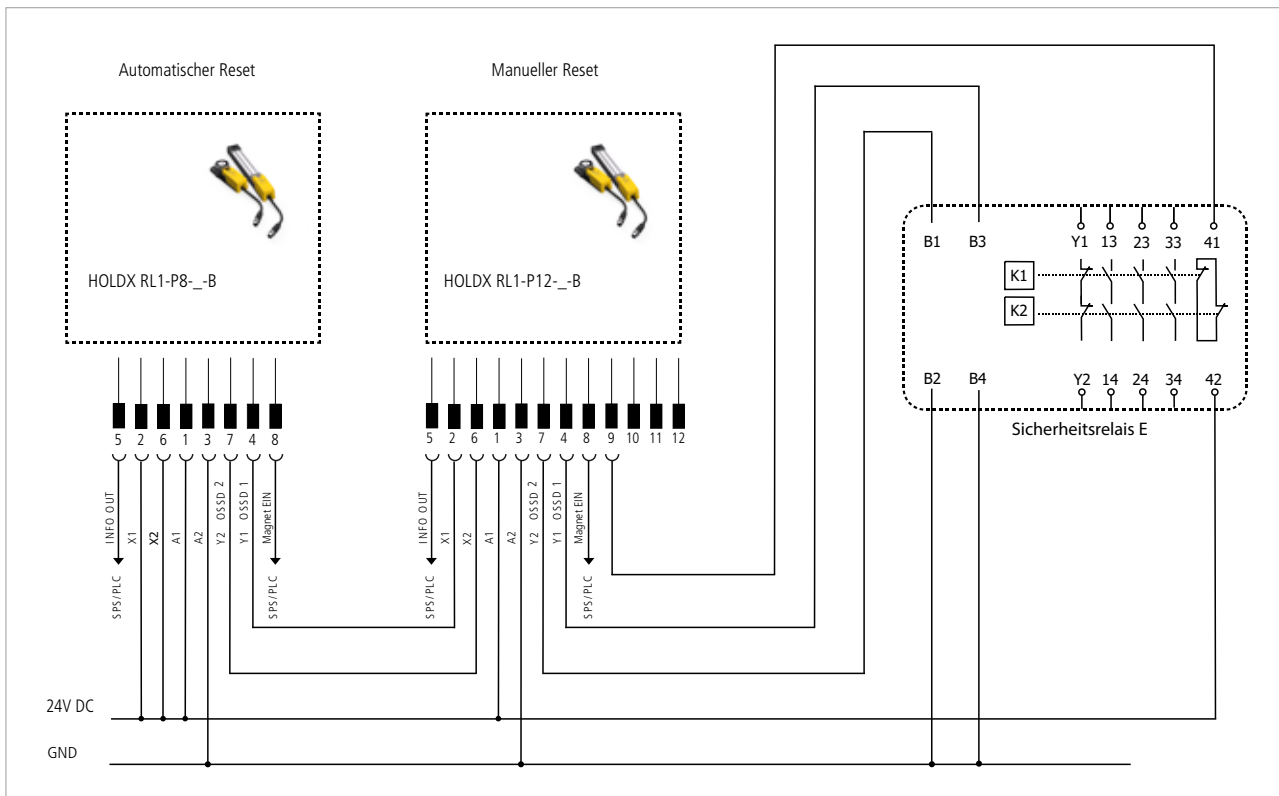 Automatischer Reset
Manueller Reset
HOLDX RL1-P8-_-B
HOLDX RL1-P12-_-B
B1 B3 Y1 13 23 33 41
K1
K2
B2 B4 Y2 14 24 34 42
Sicherheitsrelais E
5 2 6 1 3 7 4 8
5 2 6 1 3 7 4 8 9 10 11 12
INFO OUT
X1
X2
A1
A2
Y2 OSSD 2
Y1 OSSD 1
Magnet EIN
SPS/PLC
SPS/PLC
INFO OUT
X1
X2
A1
A2
Y2 OSSD 2
Y1 OSSD 1
Magnet EIN
SPS/PLC
SPS/PLC
24V DC
GND